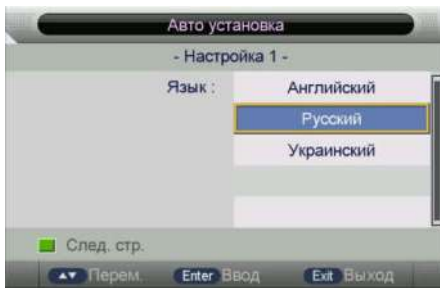 Авто установка
- Настройка 1 -
Язык : Английский
Русский
Украинский
След. стр.
▲▼ Перем. Enter Ввод Exit Выход